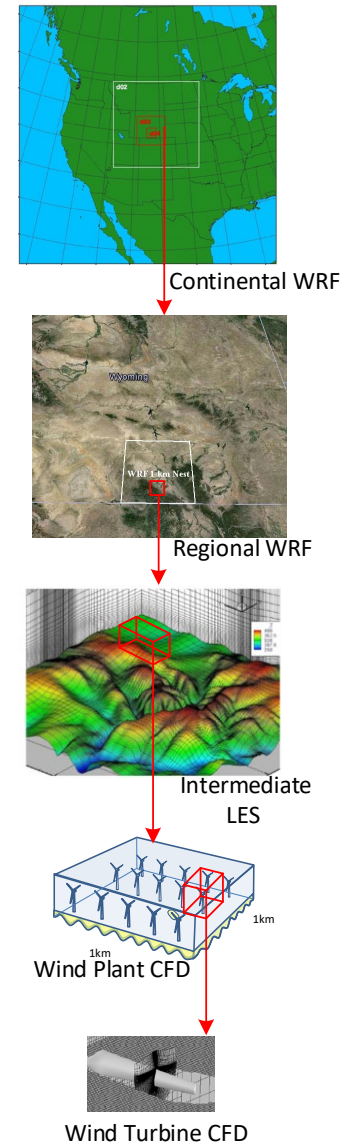 d02
d03
Continental WRF
Wyoming
WRF 1-km Nest
Regional WRF
Intermediate
LES
1km
1km
Wind Plant CFD
Wind Turbine CFD